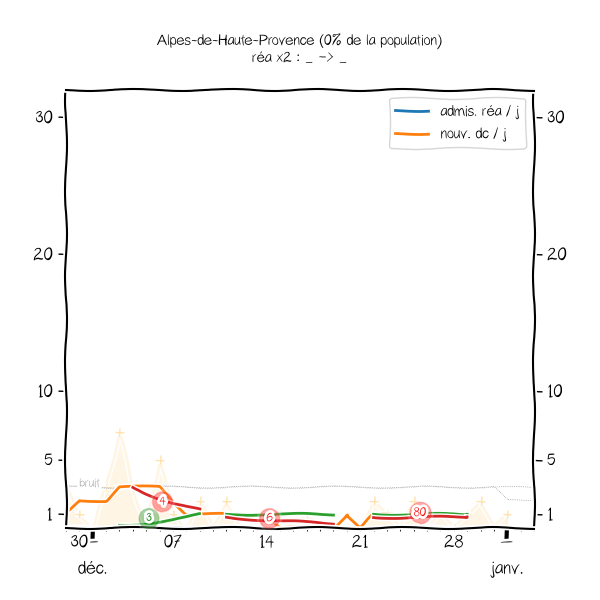 Alpes-de-Haute-Provence (0% de la population)
réa x2 : _ -> _
admis. réa / j
nouv. dc / j
30 30
20 20
10 10
5 5
1 1
bruit
4
3
6
80
30 07 14 21 28
déc. janv.